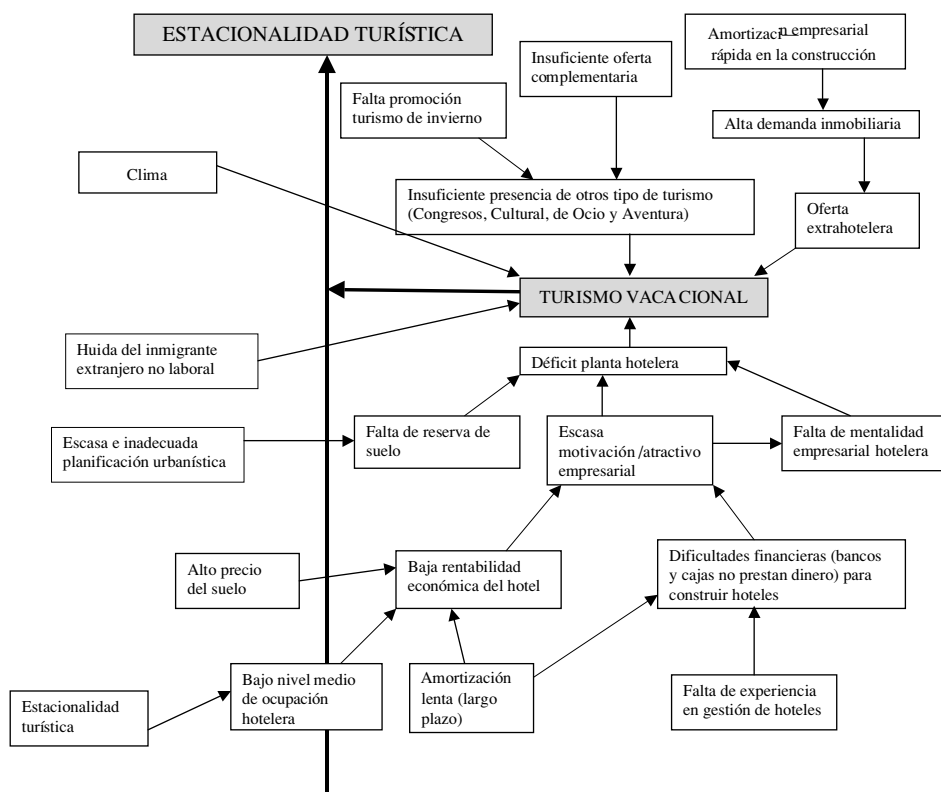 ESTACIONALIDAD TURÍSTICA
Insuficiente oferta
complementaria
Amortización empresarial
rápida en la construcción
Falta promoción
turismo de invierno
Alta demanda inmobiliaria
Clima
Insuficiente presencia de otros tipo de turismo
(Congresos, Cultural, de Ocio y Aventura)
Oferta
extrahotelera
TURISMO VACACIONAL
Huida del inmigrante
extranjero no laboral
Déficit planta hotelera
Escasa e inadecuada
planificación urbanística
Falta de reserva de
suelo
Escasa
motivación /atractivo
empresarial
Falta de mentalidad
empresarial hotelera
Alto precio
del suelo
Baja rentabilidad
económica del hotel
Dificultades financieras (bancos
y cajas no prestan dinero) para
construir hoteles
Estacionalidad
turística
Bajo nivel medio
de ocupación
hotelera
Amortización
lenta (largo
plazo)
Falta de experiencia
en gestión de hoteles